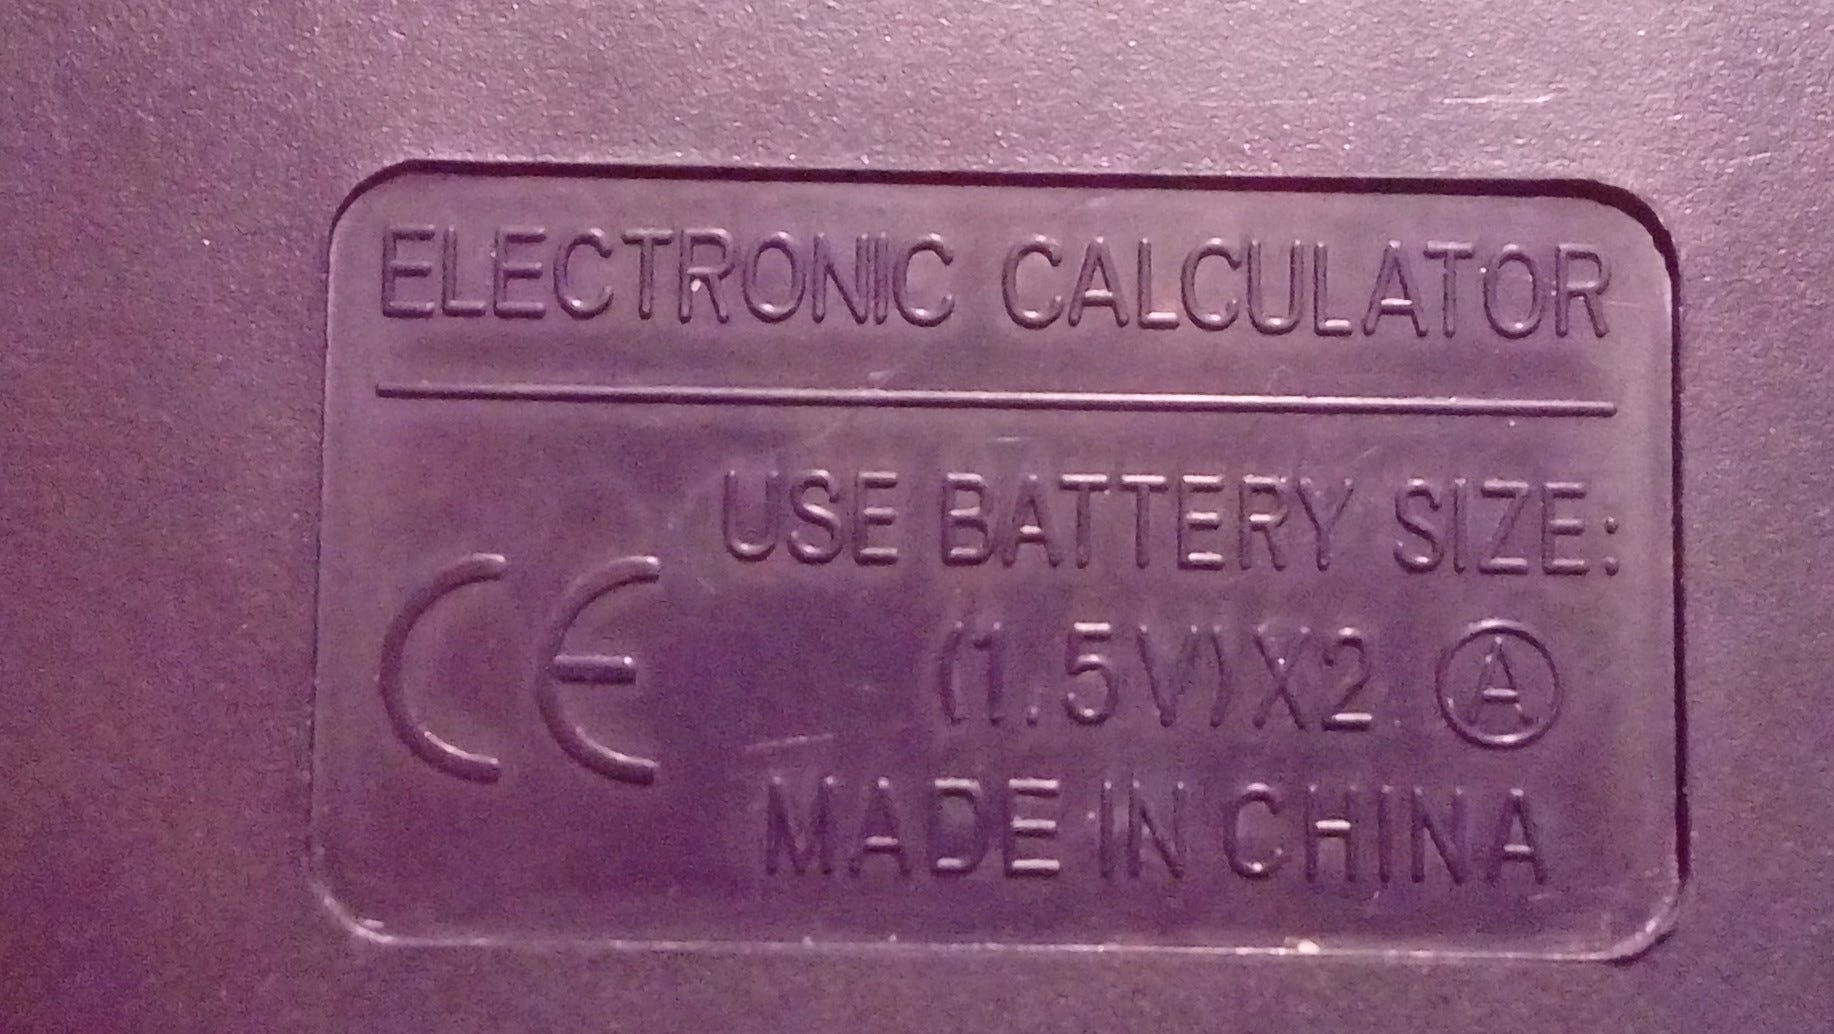 ELECTRONIC CALCULATOR
USE BATTERY SIZE:
CE (1.5V)X2 Ⓐ
MADE IN CHINA